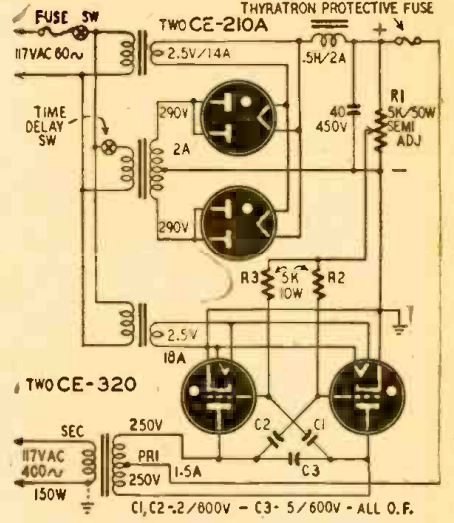 THYRATRON PROTECTIVE FUSE
FUSE SW
TWO CE-210A
117VAC 60~
2.5V/14A
.5H/2A
+
R1
5K/50W
SEMI
ADJ
40
450V
290V
TIME
DELAY
SW
2A
-
290V
R3 5K R2
10W
2.5V
18A
TWO CE-320
C2 C1
C3
SEC
250V
117VAC
400~
PRI
1.5A
150W
250V
C1,C2-.2/600V - C3- 5/600V - ALL O.F.